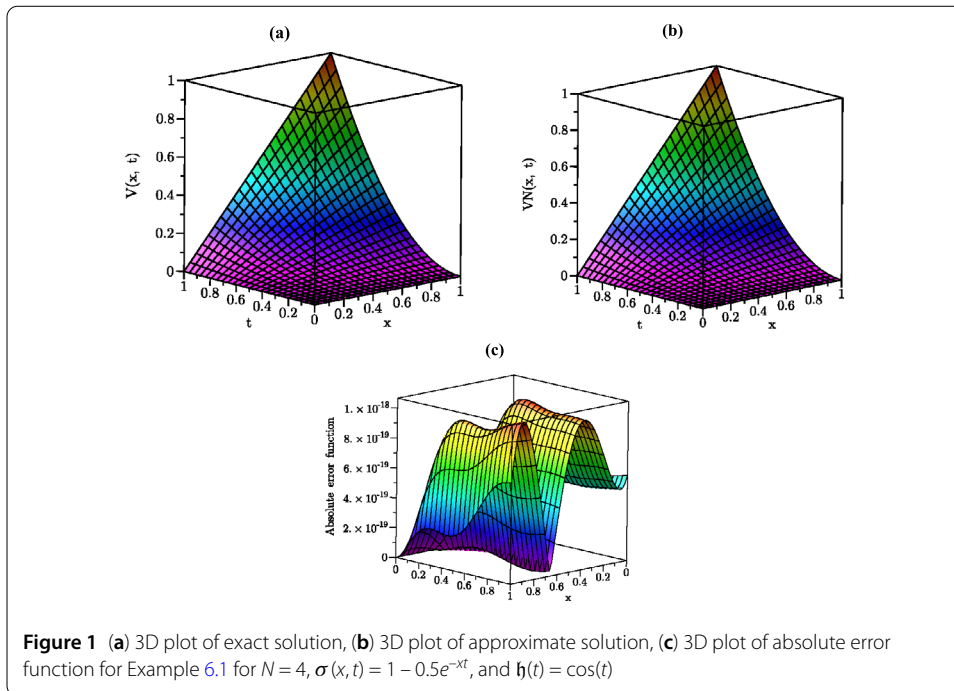 (a)
(b)
V(x, t)
1
0.8
0.6
0.4
0.2
0
1 0.8 0.6 0.4 0.2 0
t
0.2 0.4 0.6 0.8 1
x
VN(x, t)
1
0.8
0.6
0.4
0.2
0
1 0.8 0.6 0.4 0.2 0
t
0.2 0.4 0.6 0.8 1
x
(c)
Absolute error function
1. × 10⁻¹⁸
8. × 10⁻¹⁹
6. × 10⁻¹⁹
4. × 10⁻¹⁹
2. × 10⁻¹⁹
0
0 0.2 0.4 0.6 0.8 1
0.8 0.6 0.4 0.2 0
x
Figure 1 (a) 3D plot of exact solution, (b) 3D plot of approximate solution, (c) 3D plot of absolute error
function for Example 6.1 for N = 4, σ(x, t) = 1 – 0.5e^{–xt}, and 𝔥(t) = cos(t)